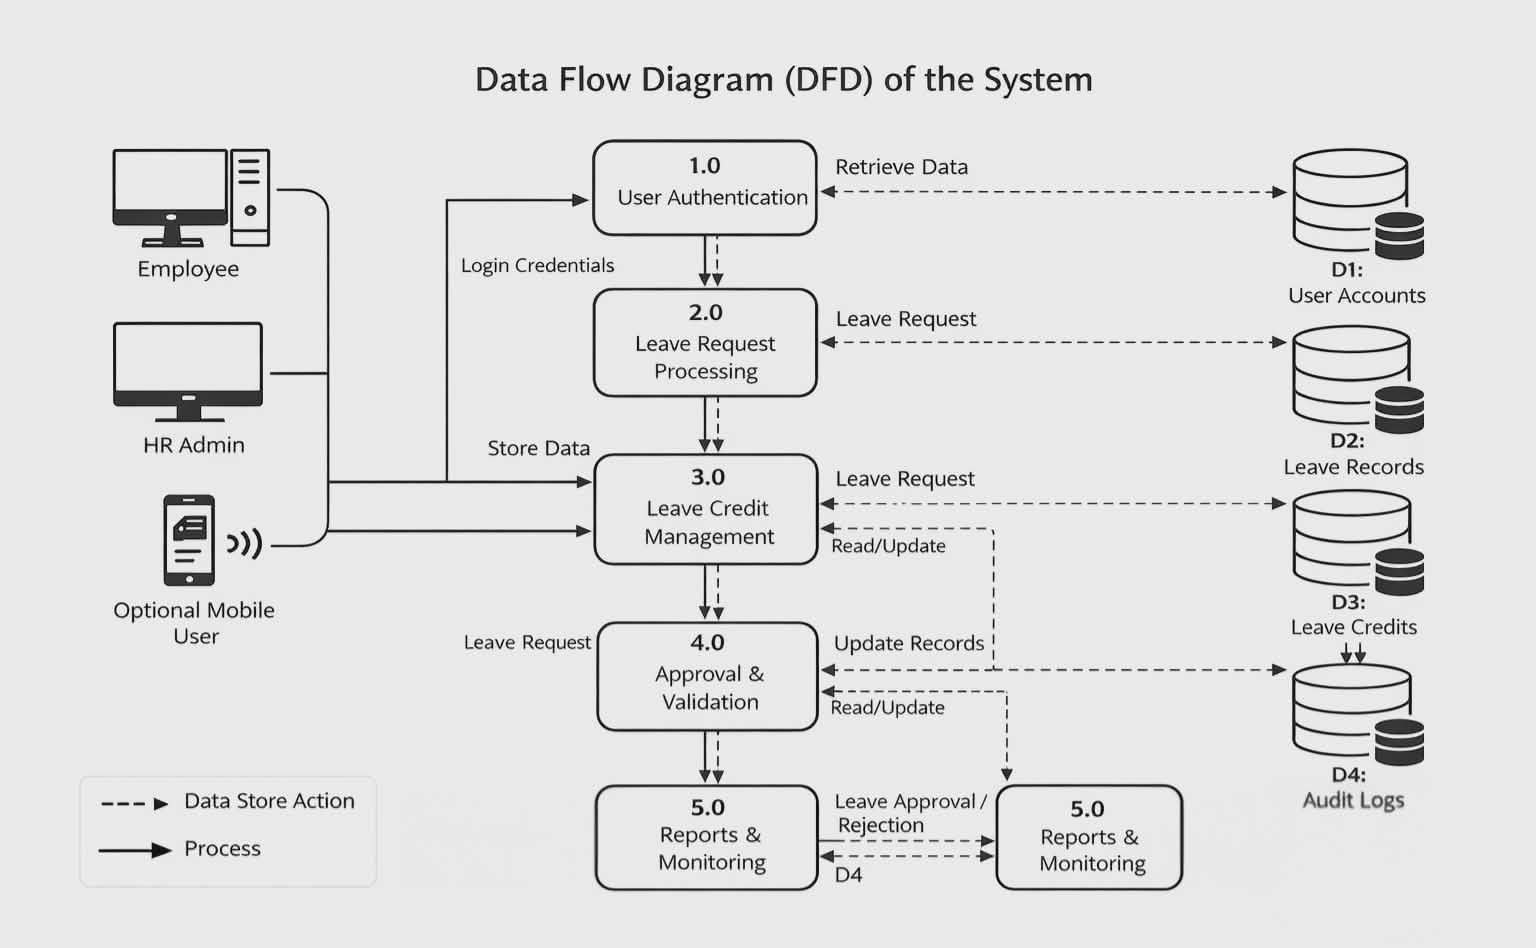 Data Flow Diagram (DFD) of the System
Employee
HR Admin
Optional Mobile
User
Login Credentials
Store Data
Leave Request
1.0
User Authentication
2.0
Leave Request
Processing
3.0
Leave Credit
Management
4.0
Approval &
Validation
5.0
Reports &
Monitoring
Retrieve Data
Leave Request
Leave Request
Read/Update
Update Records
Read/Update
Leave Approval /
Rejection
D4
5.0
Reports &
Monitoring
D1:
User Accounts
D2:
Leave Records
D3:
Leave Credits
D4:
Audit Logs
Data Store Action
Process